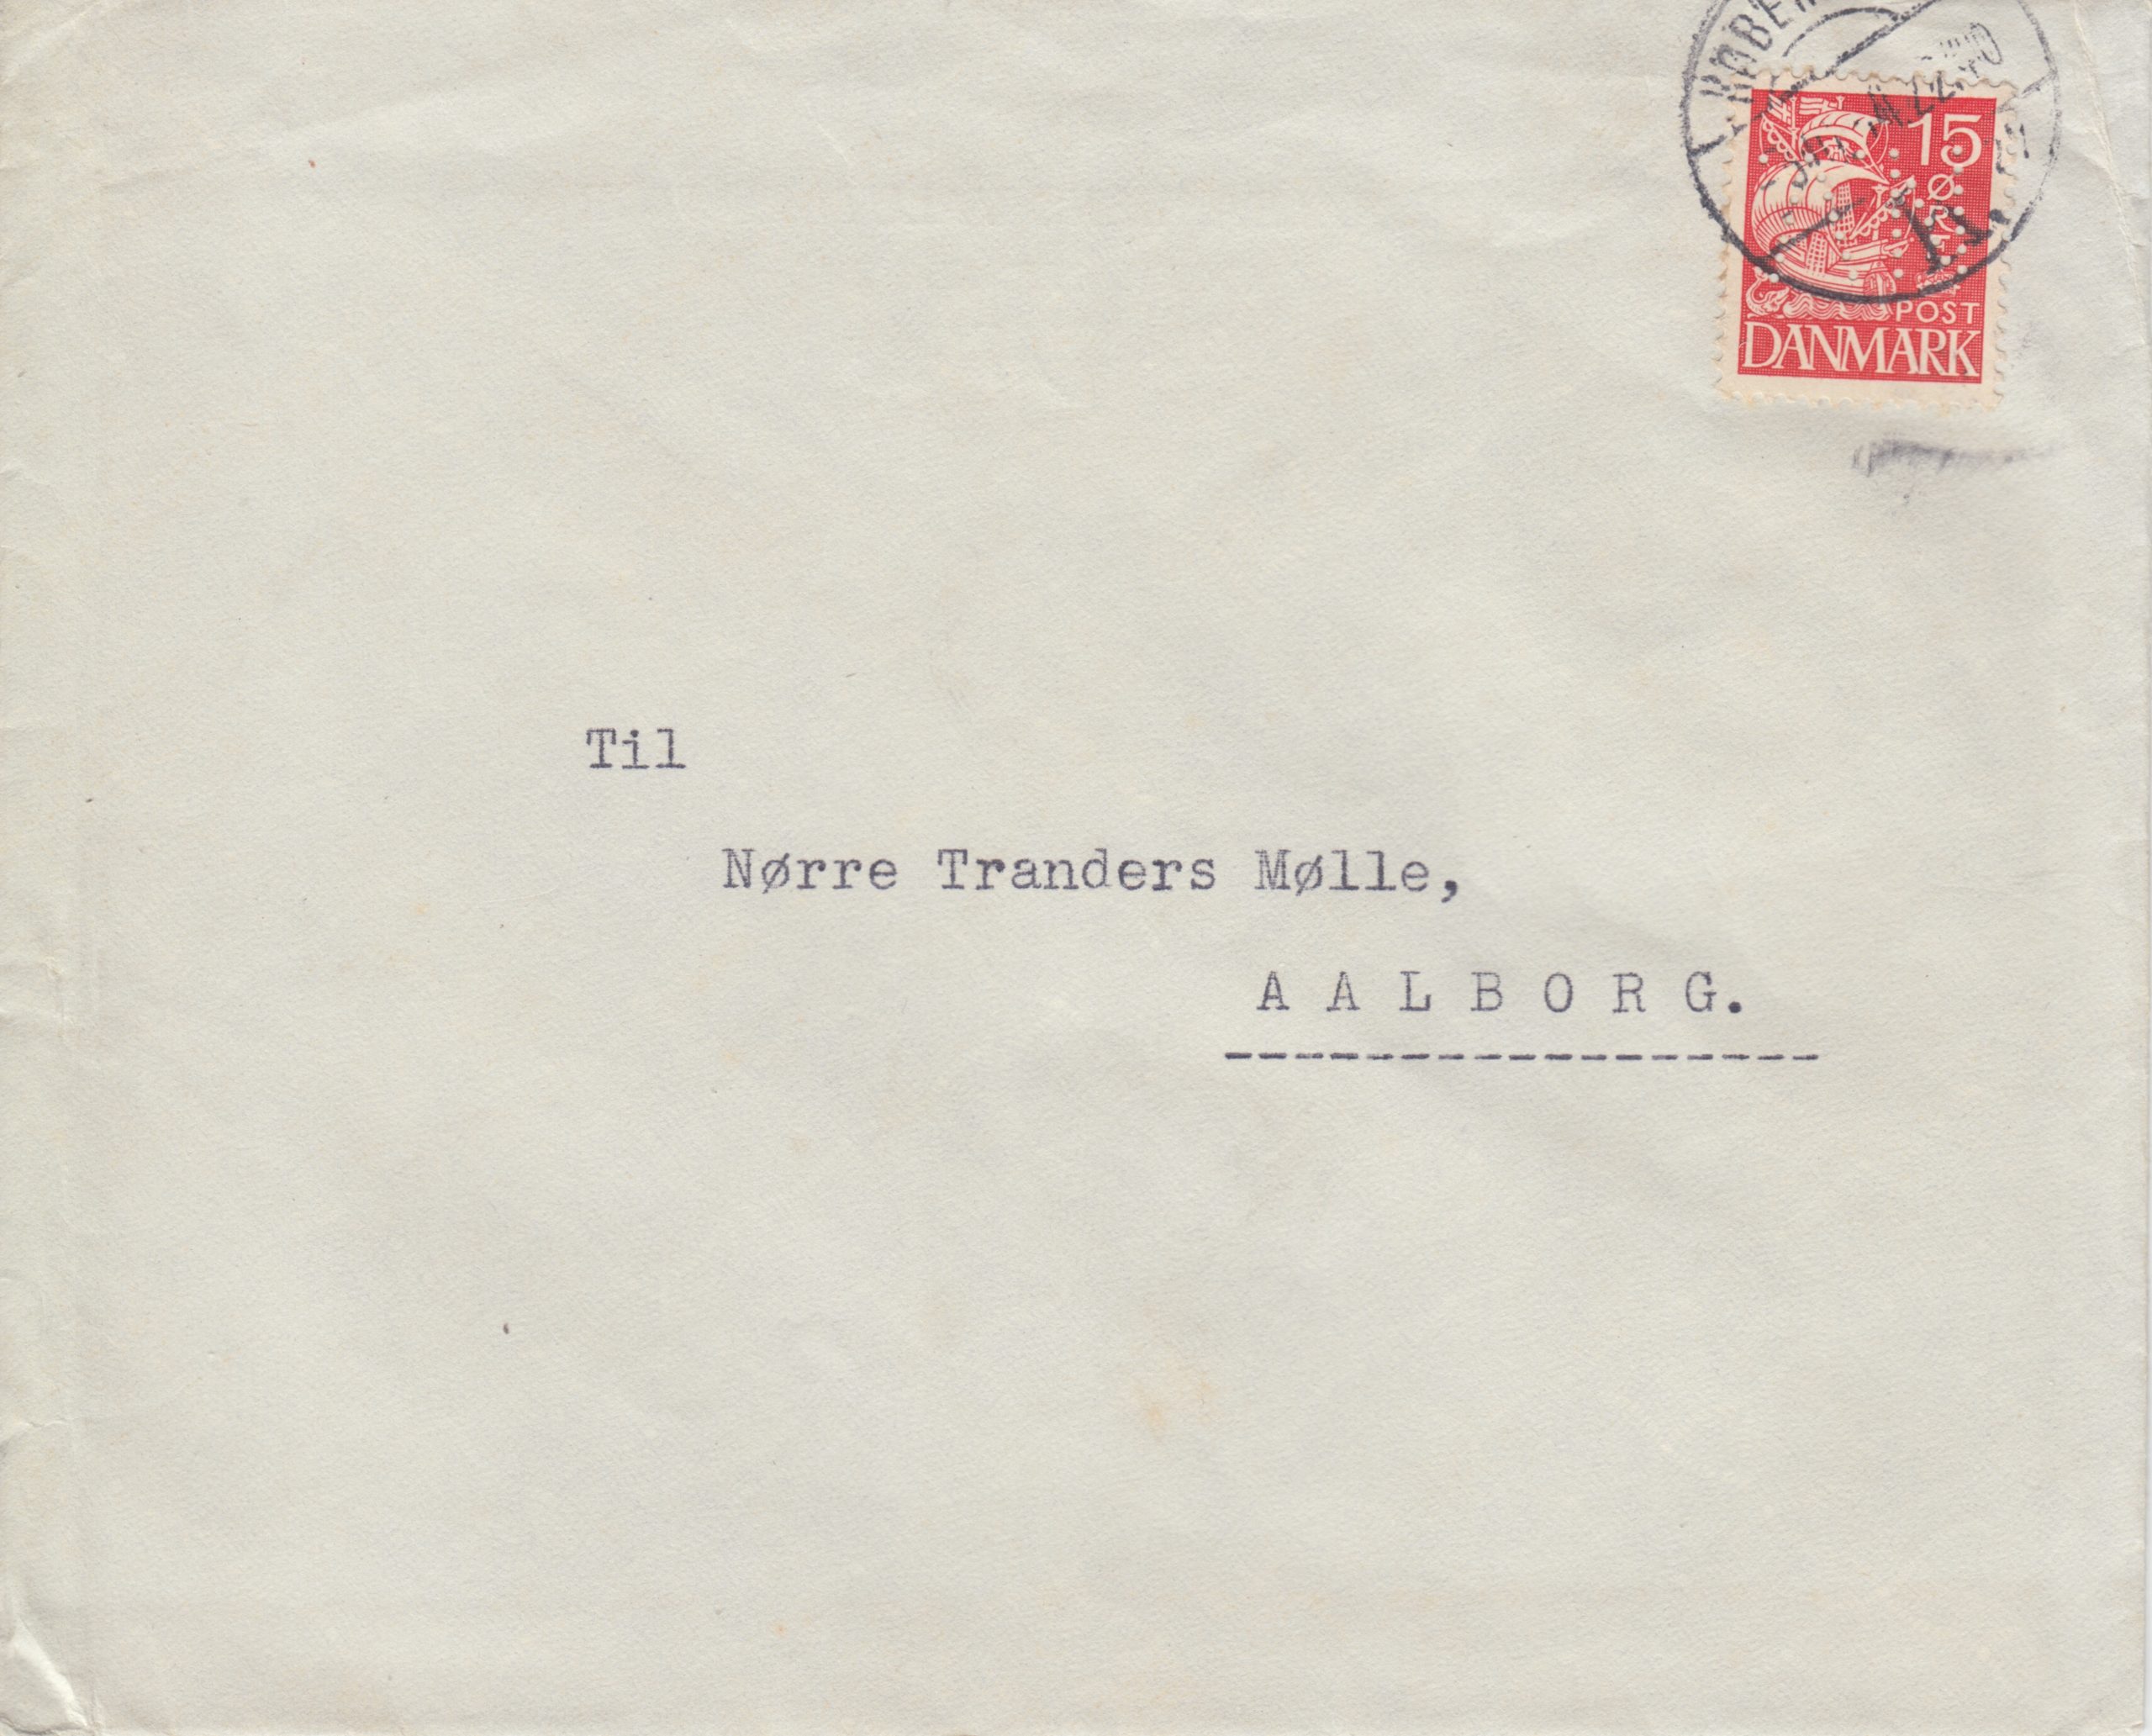 15
ØRE
POST
DANMARK
Til
Nørre Tranders Mølle,
A A L B O R G.